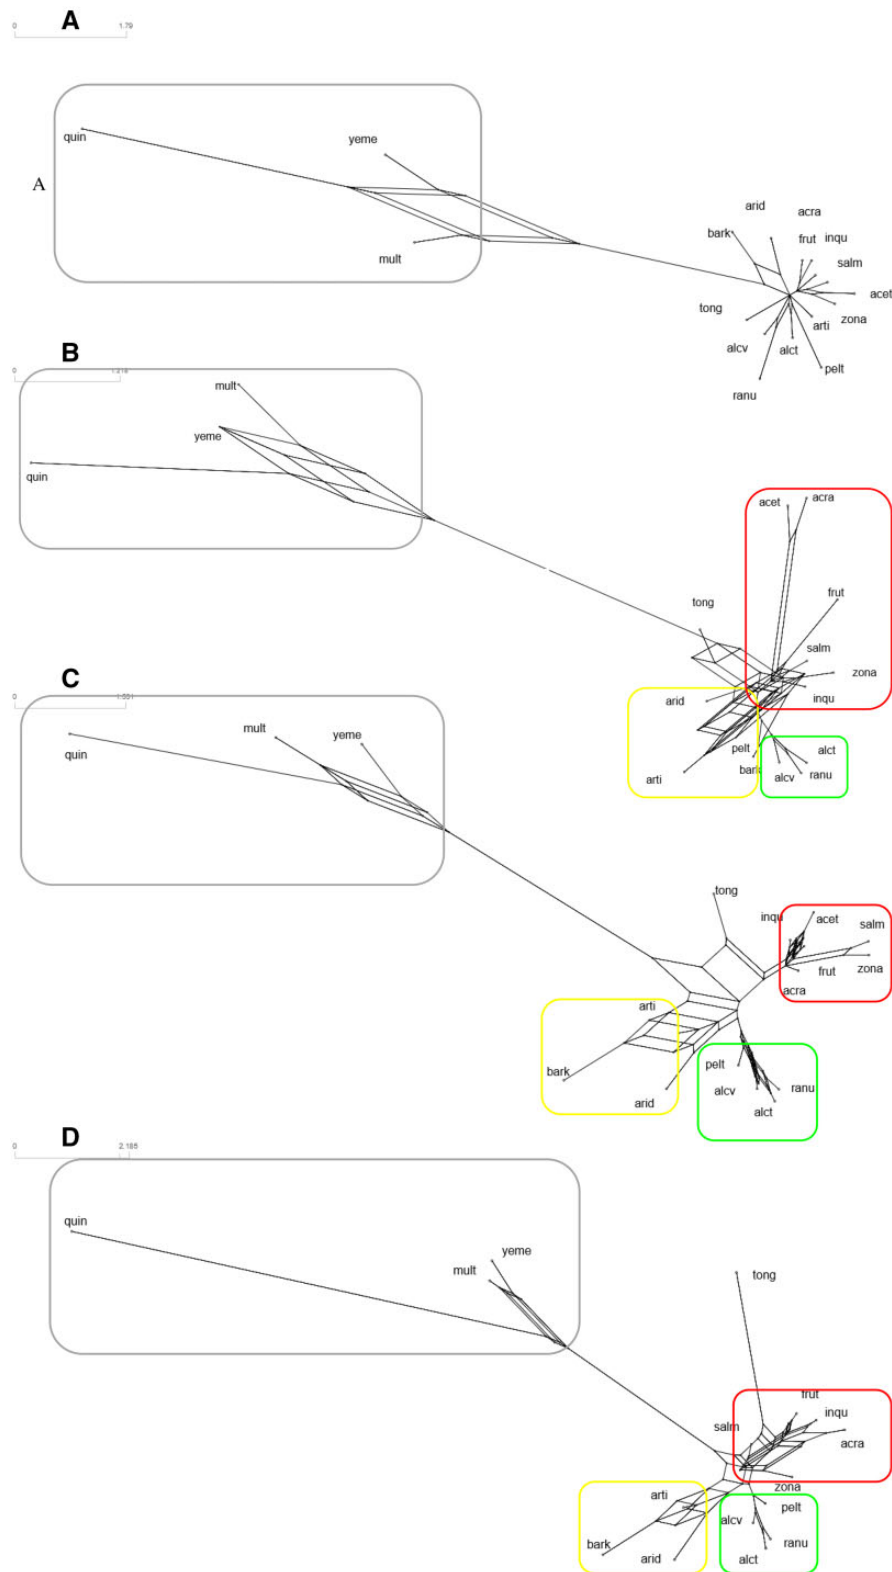 A
0 1.79
quin
yeme
A
mult
arid
acra
bark
frut inqu
salm
acet
tong
zona
arti
alcv
alct
pelt
ranu
B
0
mult
yeme
quin
acet acra
frut
tong
salm
zona
arid
inqu
pelt
alct
bark
arti
alcv ranu
C
0
mult
yeme
quin
tong
inqu acet
salm
frut zona
acra
arti
pelt
bark
alcv
ranu
arid
alct
D
0 2.185
quin
yeme
mult
tong
frut
inqu
salm
acra
zona
arti
pelt
alcv
ranu
bark
arid
alct